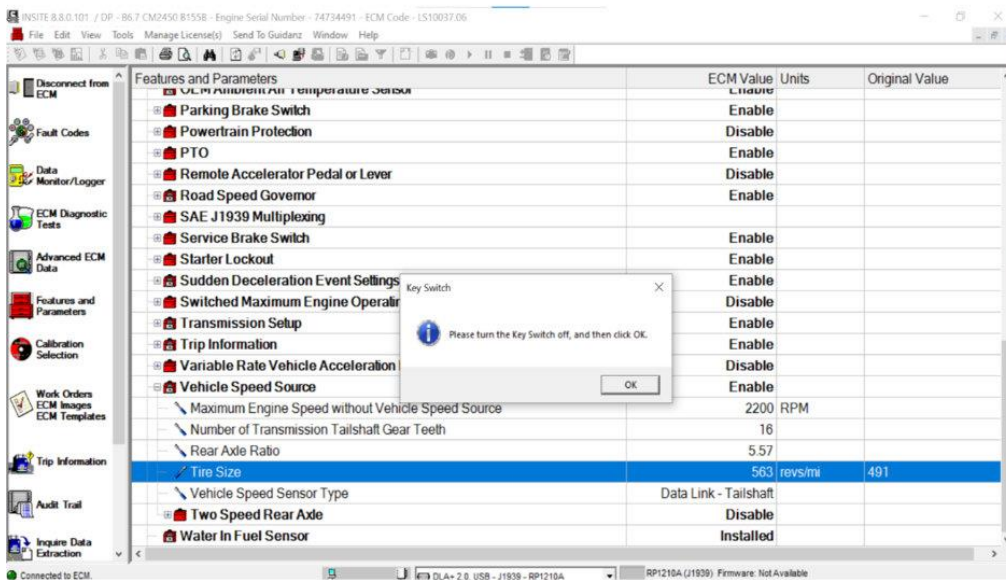 INSITE 8.8.0.101 / DP - B6.7 CM2450 B155B - Engine Serial Number - 74734491 - ECM Code - LS10037.06
File Edit View Tools Manage License(s) Send To Guidanz Window Help
Disconnect from ECM
Fault Codes
Data Monitor/Logger
ECM Diagnostic Tests
Advanced ECM Data
Features and Parameters
Calibration Selection
Work Orders ECM Images ECM Templates
Trip Information
Audit Trail
Inquire Data Extraction
Features and Parameters ECM Value Units Original Value
OEM Ambient Air Temperature Sensor Enable
Parking Brake Switch Enable
Powertrain Protection Disable
PTO Enable
Remote Accelerator Pedal or Lever Disable
Road Speed Governor Enable
SAE J1939 Multiplexing
Service Brake Switch Enable
Starter Lockout Enable
Sudden Deceleration Event Settings Enable
Switched Maximum Engine Disable
Transmission Setup Enable
Trip Information Enable
Variable Rate Vehicle Acceleration Disable
Vehicle Speed Source Enable
Maximum Engine Speed without Vehicle Speed Source 2200 RPM
Number of Transmission Tailshaft Gear Teeth 16
Rear Axle Ratio 5.57
Tire Size 563 revs/mi 491
Vehicle Speed Sensor Type Data Link - Tailshaft
Two Speed Rear Axle Disable
Water In Fuel Sensor Installed
Key Switch
Please turn the Key Switch off, and then click OK.
OK
Connected to ECM.
DLA+ 2.0, USB - J1939 - RP1210A
RP1210A (J1939) Firmware: Not Available